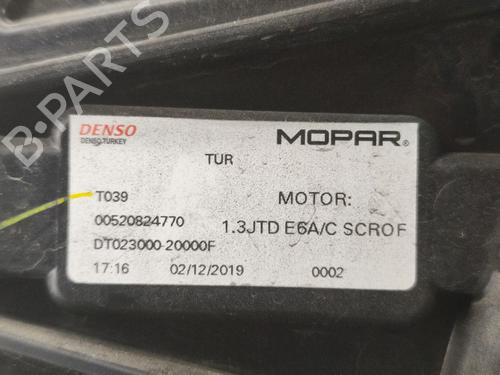 B-PARTS
DENSO
DENSO TURKEY
MOPAR®
TUR
T039
MOTOR:
00520824770
1.3JTD E6A/C SCROF
DT023000-20000F
17:16 02/12/2019 0002